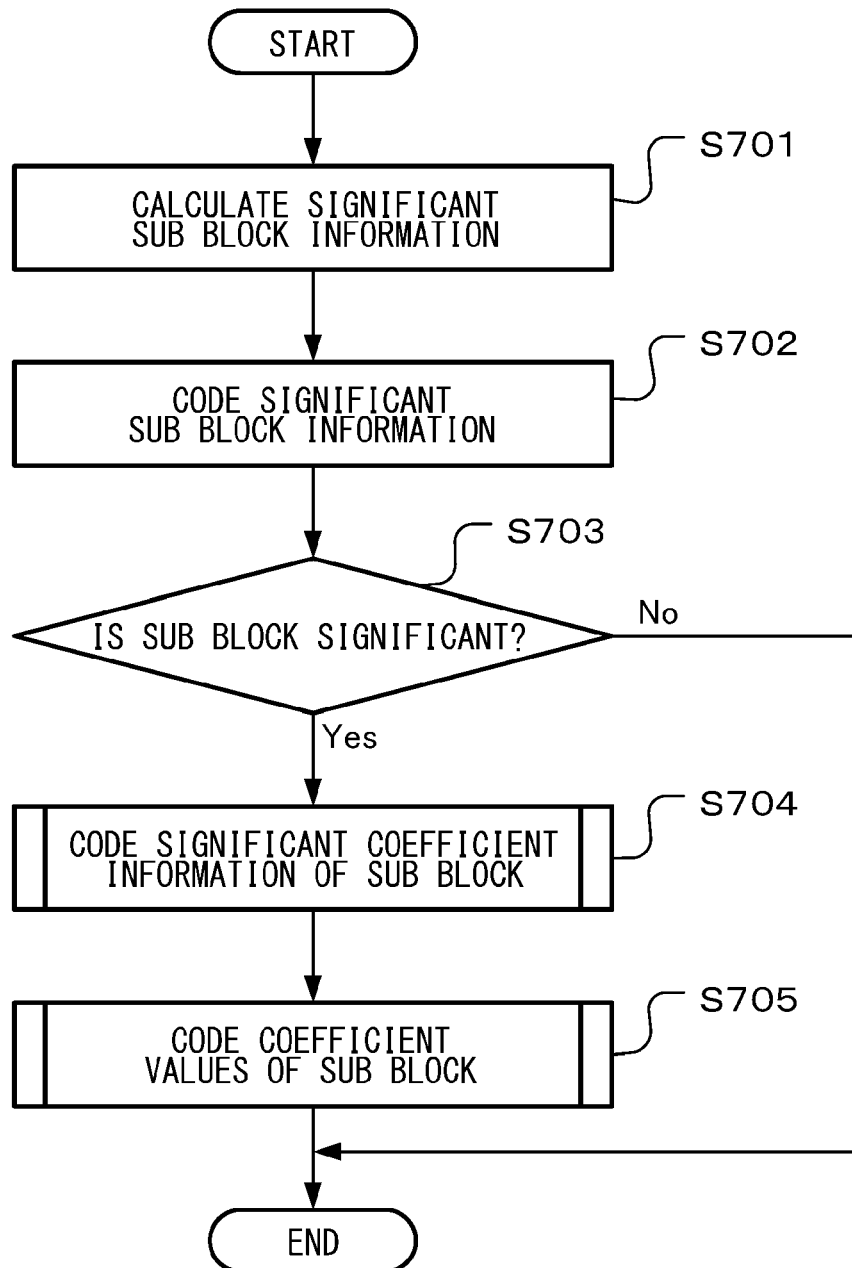 START
S701
CALCULATE SIGNIFICANT
SUB BLOCK INFORMATION
S702
CODE SIGNIFICANT
SUB BLOCK INFORMATION
S703
IS SUB BLOCK SIGNIFICANT?
No
Yes
S704
CODE SIGNIFICANT COEFFICIENT
INFORMATION OF SUB BLOCK
S705
CODE COEFFICIENT
VALUES OF SUB BLOCK
END